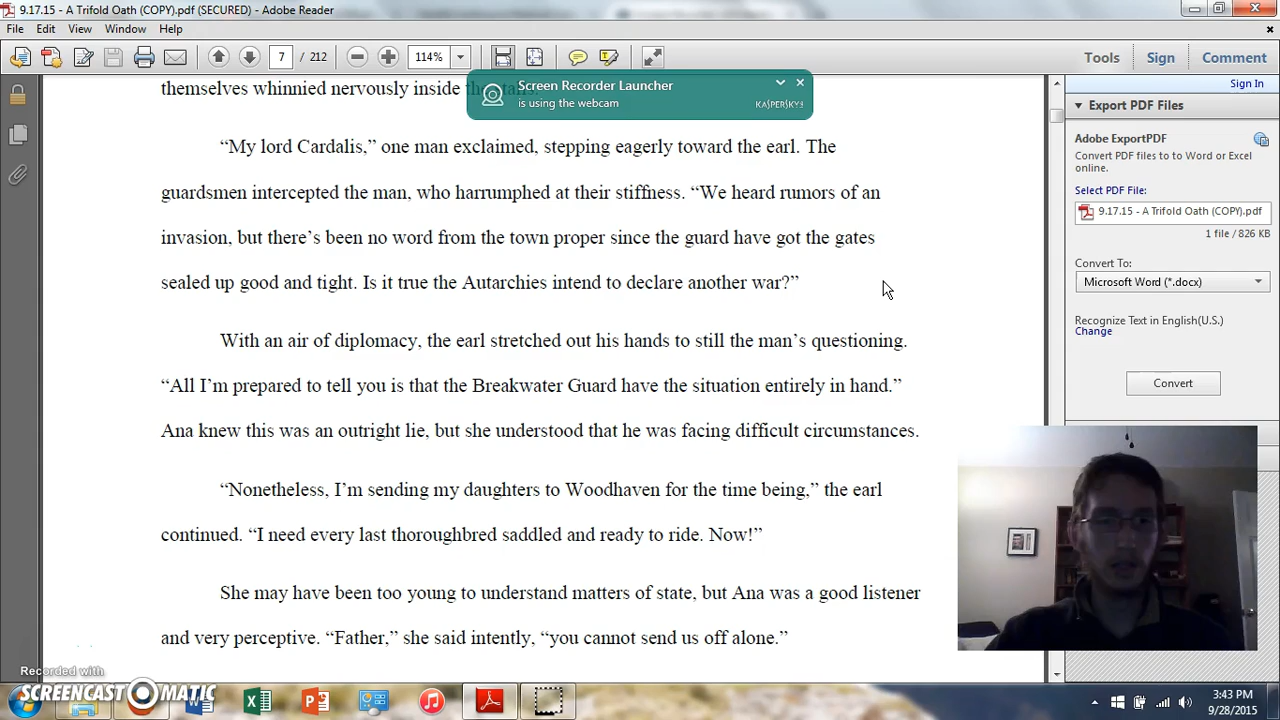 9.17.15 - A Trifold Oath (COPY).pdf (SECURED) - Adobe Reader
File Edit View Window Help
7 / 212 114% Tools Sign Comment
themselves whinnied nervously inside
Screen Recorder Launcher
is using the webcam
KASPERSKY
Sign In
Export PDF Files
Adobe ExportPDF
Convert PDF files to Word or Excel
online.
Select PDF File:
9.17.15 - A Trifold Oath (COPY).pdf
1 file / 826 KB
Convert To:
Microsoft Word (*.docx)
Recognize Text in English(U.S.)
Change
Convert
“My lord Cardalis,” one man exclaimed, stepping eagerly toward the earl. The
guardsmen intercepted the man, who harrumphed at their stiffness. “We heard rumors of an
invasion, but there’s been no word from the town proper since the guard have got the gates
sealed up good and tight. Is it true the Autarchies intend to declare another war?”
With an air of diplomacy, the earl stretched out his hands to still the man’s questioning.
“All I’m prepared to tell you is that the Breakwater Guard have the situation entirely in hand.”
Ana knew this was an outright lie, but she understood that he was facing difficult circumstances.
“Nonetheless, I’m sending my daughters to Woodhaven for the time being,” the earl
continued. “I need every last thoroughbred saddled and ready to ride. Now!”
She may have been too young to understand matters of state, but Ana was a good listener
and very perceptive. “Father,” she said intently, “you cannot send us off alone.”
Recorded with
SCREENCAST-O-MATIC
3:43 PM
9/28/2015